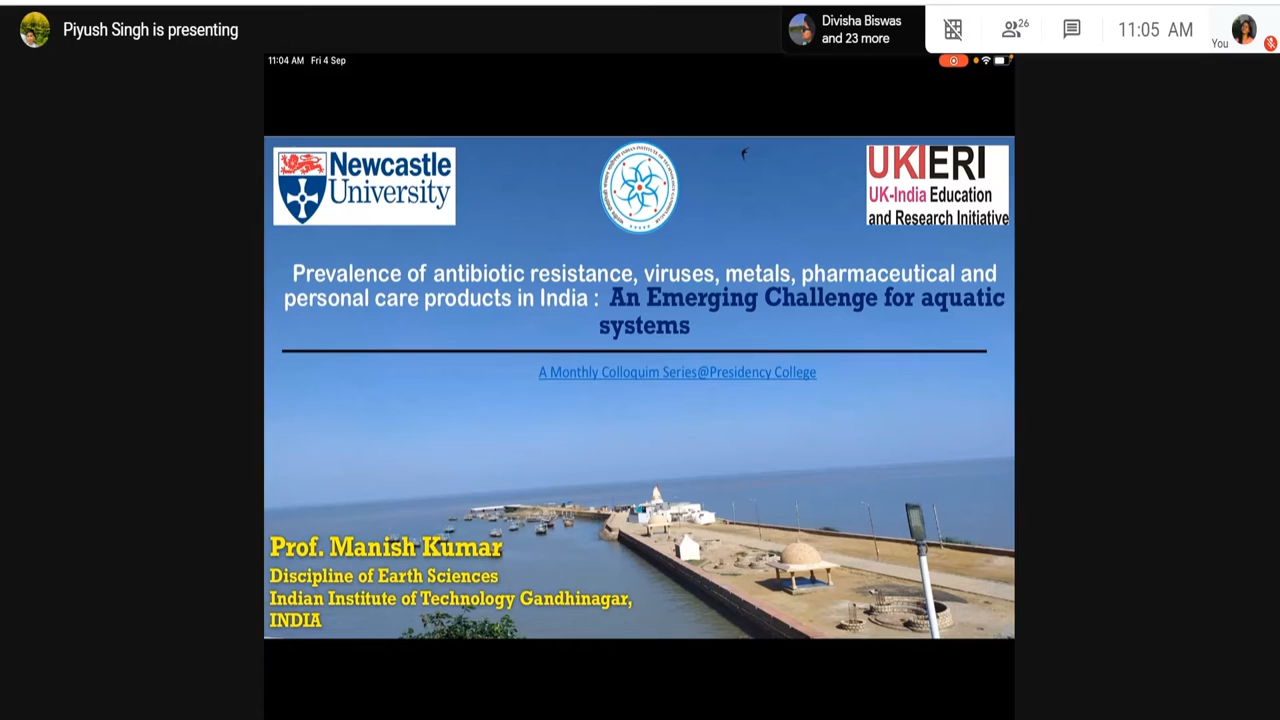 Piyush Singh is presenting
Divisha Biswas
and 23 more
26
11:05 AM
You
11:04 AM Fri 4 Sep
Newcastle
University
UKIERI
UK-India Education
and Research Initiative
Prevalence of antibiotic resistance, viruses, metals, pharmaceutical and
personal care products in India : An Emerging Challenge for aquatic
systems
A Monthly Colloquim Series@Presidency College
Prof. Manish Kumar
Discipline of Earth Sciences
Indian Institute of Technology Gandhinagar,
INDIA